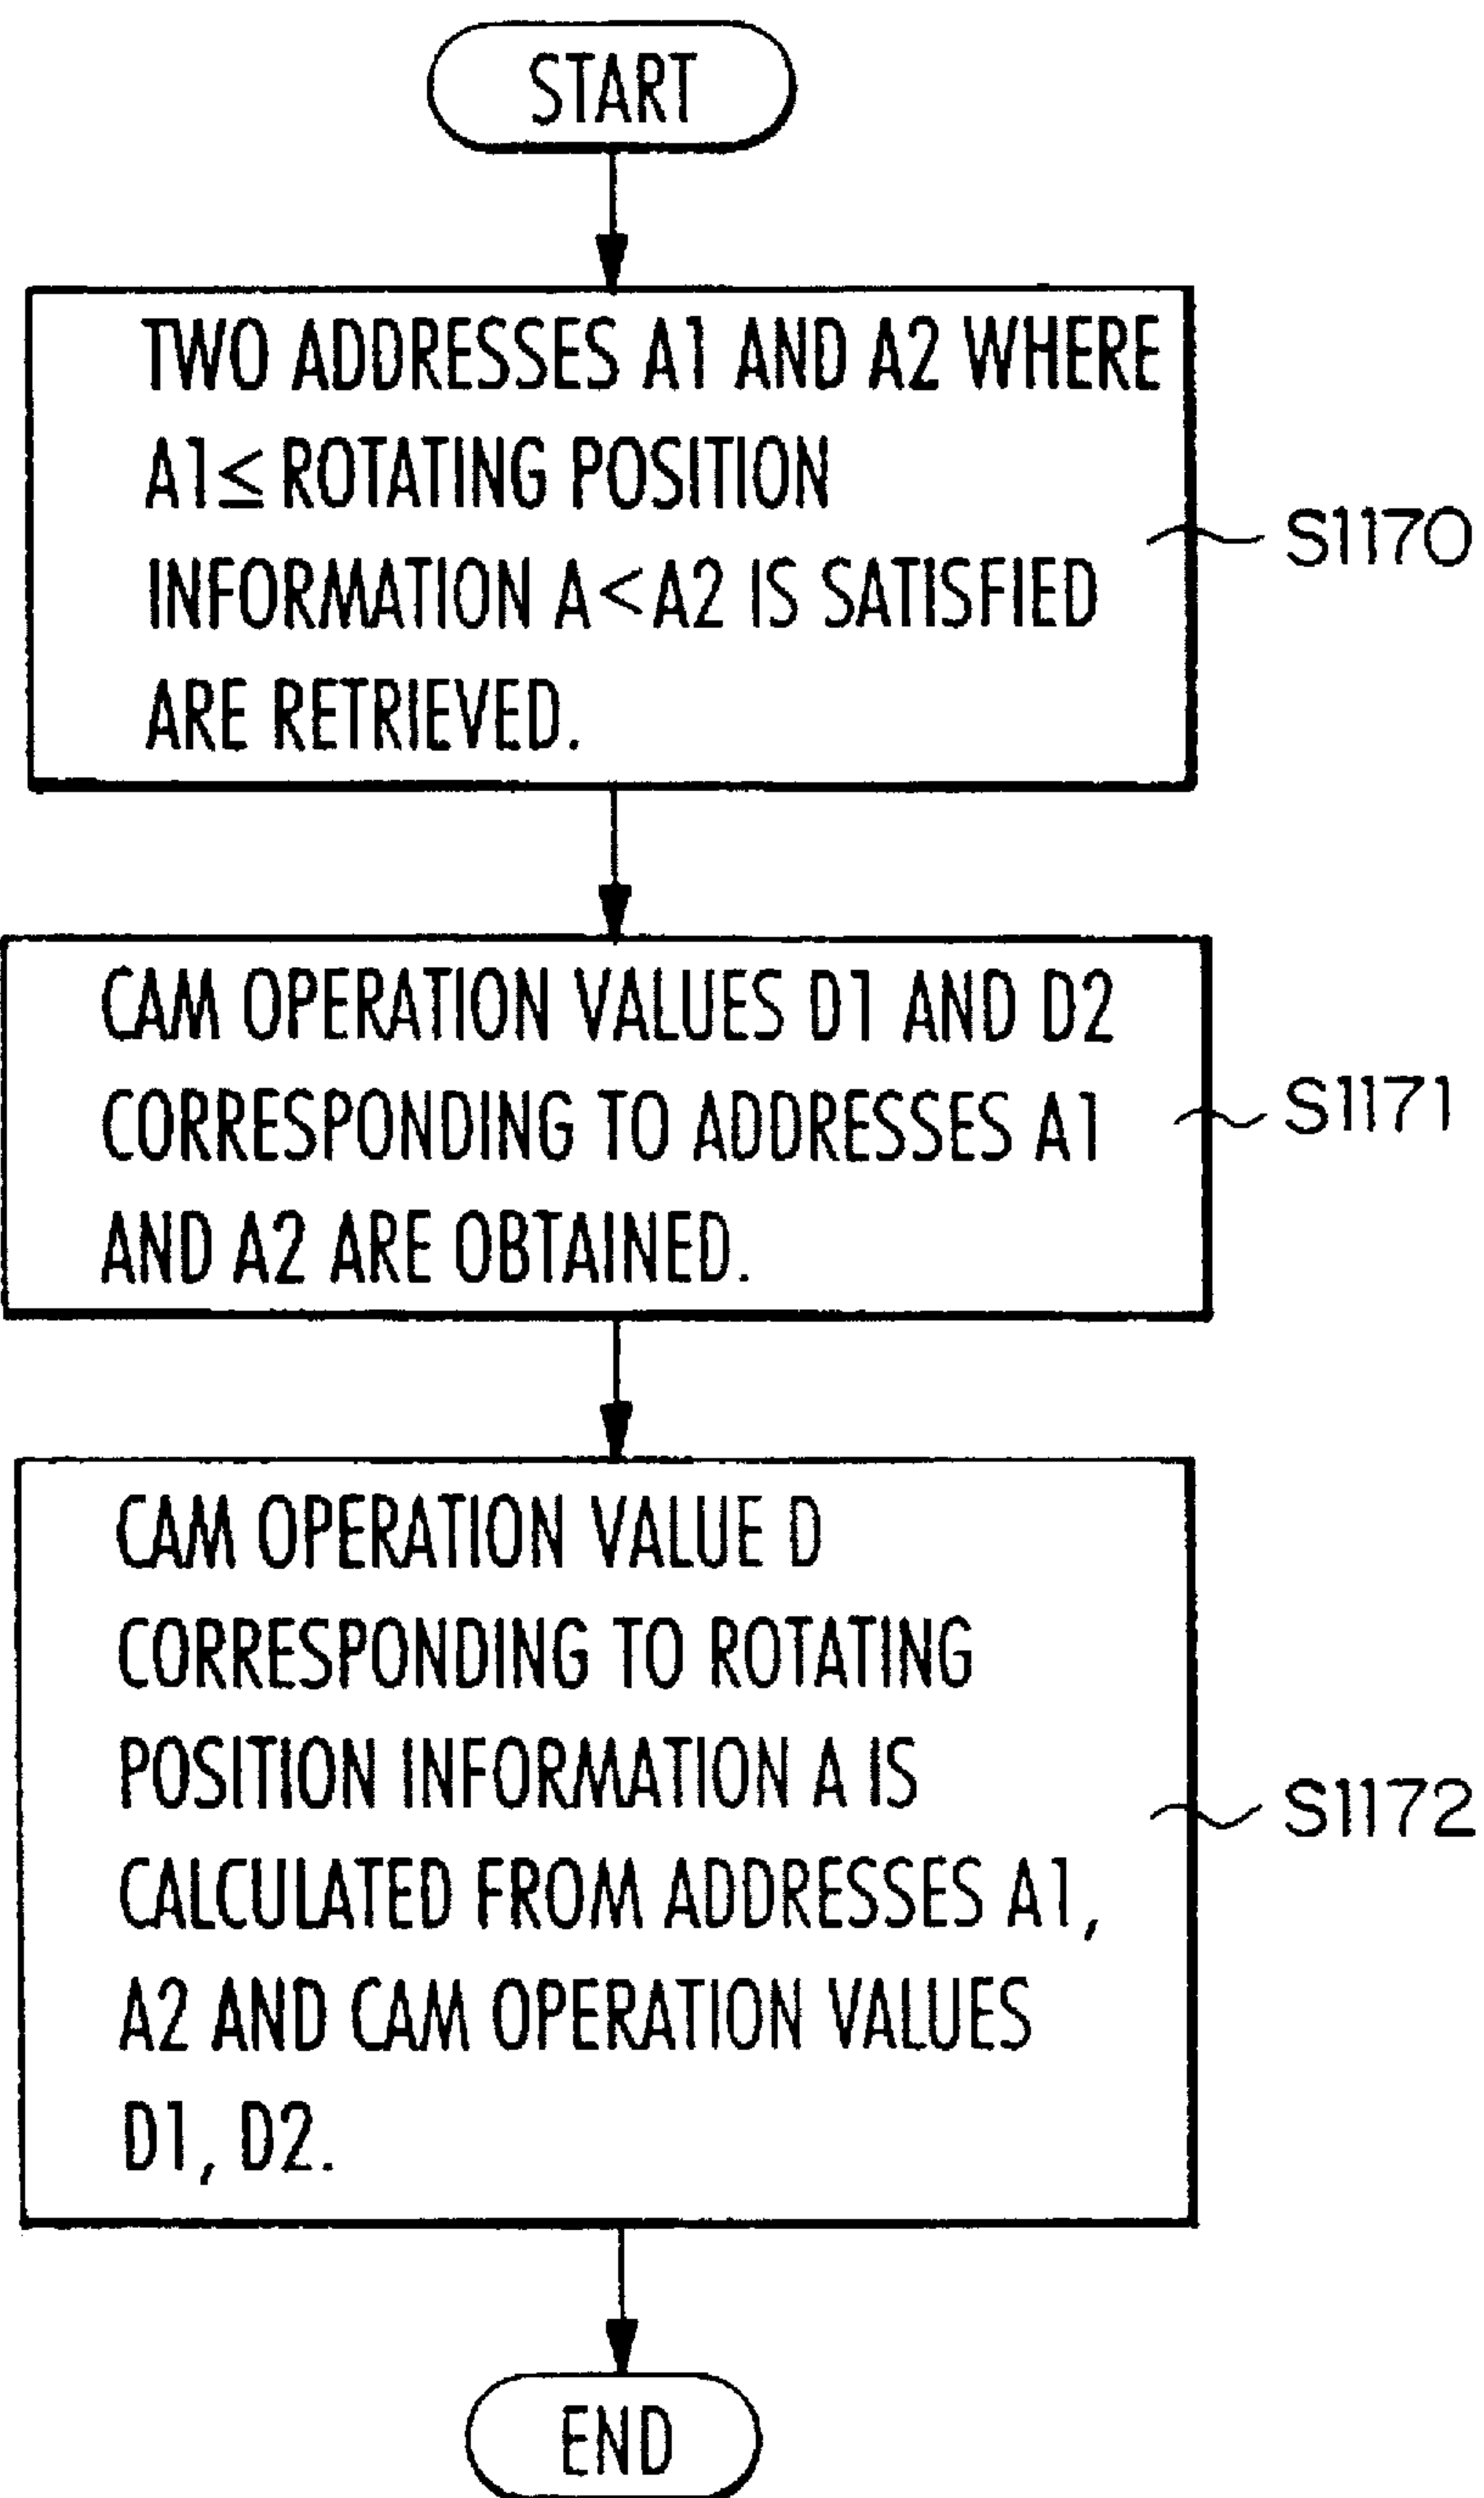 START
TWO ADDRESSES A1 AND A2 WHERE
A1≤ ROTATING POSITION
INFORMATION A<A2 IS SATISFIED
ARE RETRIEVED.
S1170
CAM OPERATION VALUES D1 AND D2
CORRESPONDING TO ADDRESSES A1
AND A2 ARE OBTAINED.
S1171
CAM OPERATION VALUE D
CORRESPONDING TO ROTATING
POSITION INFORMATION A IS
CALCULATED FROM ADDRESSES A1,
A2 AND CAM OPERATION VALUES
D1, D2.
S1172
END